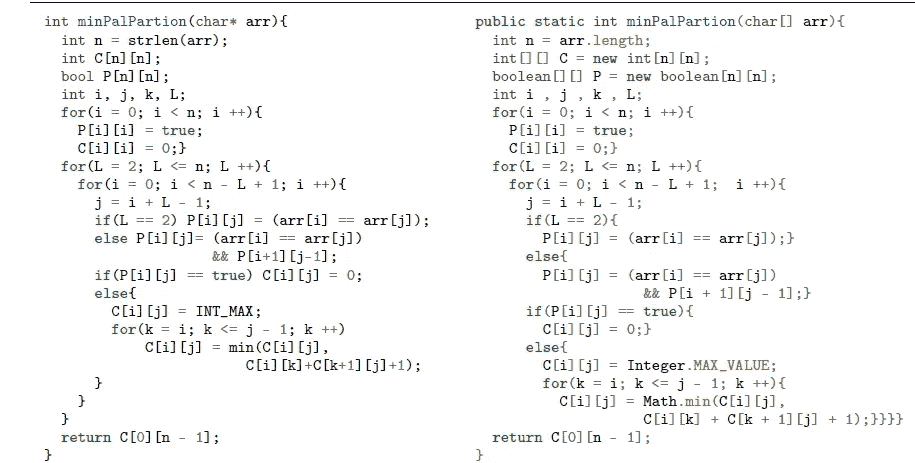 int minPalPartion(char* arr){
int n = strlen(arr);
int C[n][n];
bool P[n][n];
int i, j, k, L;
for(i = 0; i < n; i ++){
P[i][i] = true;
C[i][i] = 0;}
for(L = 2; L <= n; L ++){
for(i = 0; i < n - L + 1; i ++){
j = i + L - 1;
if(L == 2) P[i][j] = (arr[i] == arr[j]);
else P[i][j]= (arr[i] == arr[j])
&& P[i+1][j-1];
if(P[i][j] == true) C[i][j] = 0;
else{
C[i][j] = INT_MAX;
for(k = i; k <= j - 1; k ++)
C[i][j] = min(C[i][j],
C[i][k]+C[k+1][j]+1);
}
}
}
return C[0][n - 1];
}
public static int minPalPartion(char[] arr){
int n = arr.length;
int[][] C = new int[n][n];
boolean[][] P = new boolean[n][n];
int i , j , k , L;
for(i = 0; i < n; i ++){
P[i][i] = true;
C[i][i] = 0;}
for(L = 2; L <= n; L ++){
for(i = 0; i < n - L + 1; i ++){
j = i + L - 1;
if(L == 2){
P[i][j] = (arr[i] == arr[j]);}
else{
P[i][j] = (arr[i] == arr[j])
&& P[i + 1][j - 1];}
if(P[i][j] == true){
C[i][j] = 0;}
else{
C[i][j] = Integer.MAX_VALUE;
for(k = i; k <= j - 1; k ++){
C[i][j] = Math.min(C[i][j],
C[i][k] + C[k + 1][j] + 1);}}}}
return C[0][n - 1];
}